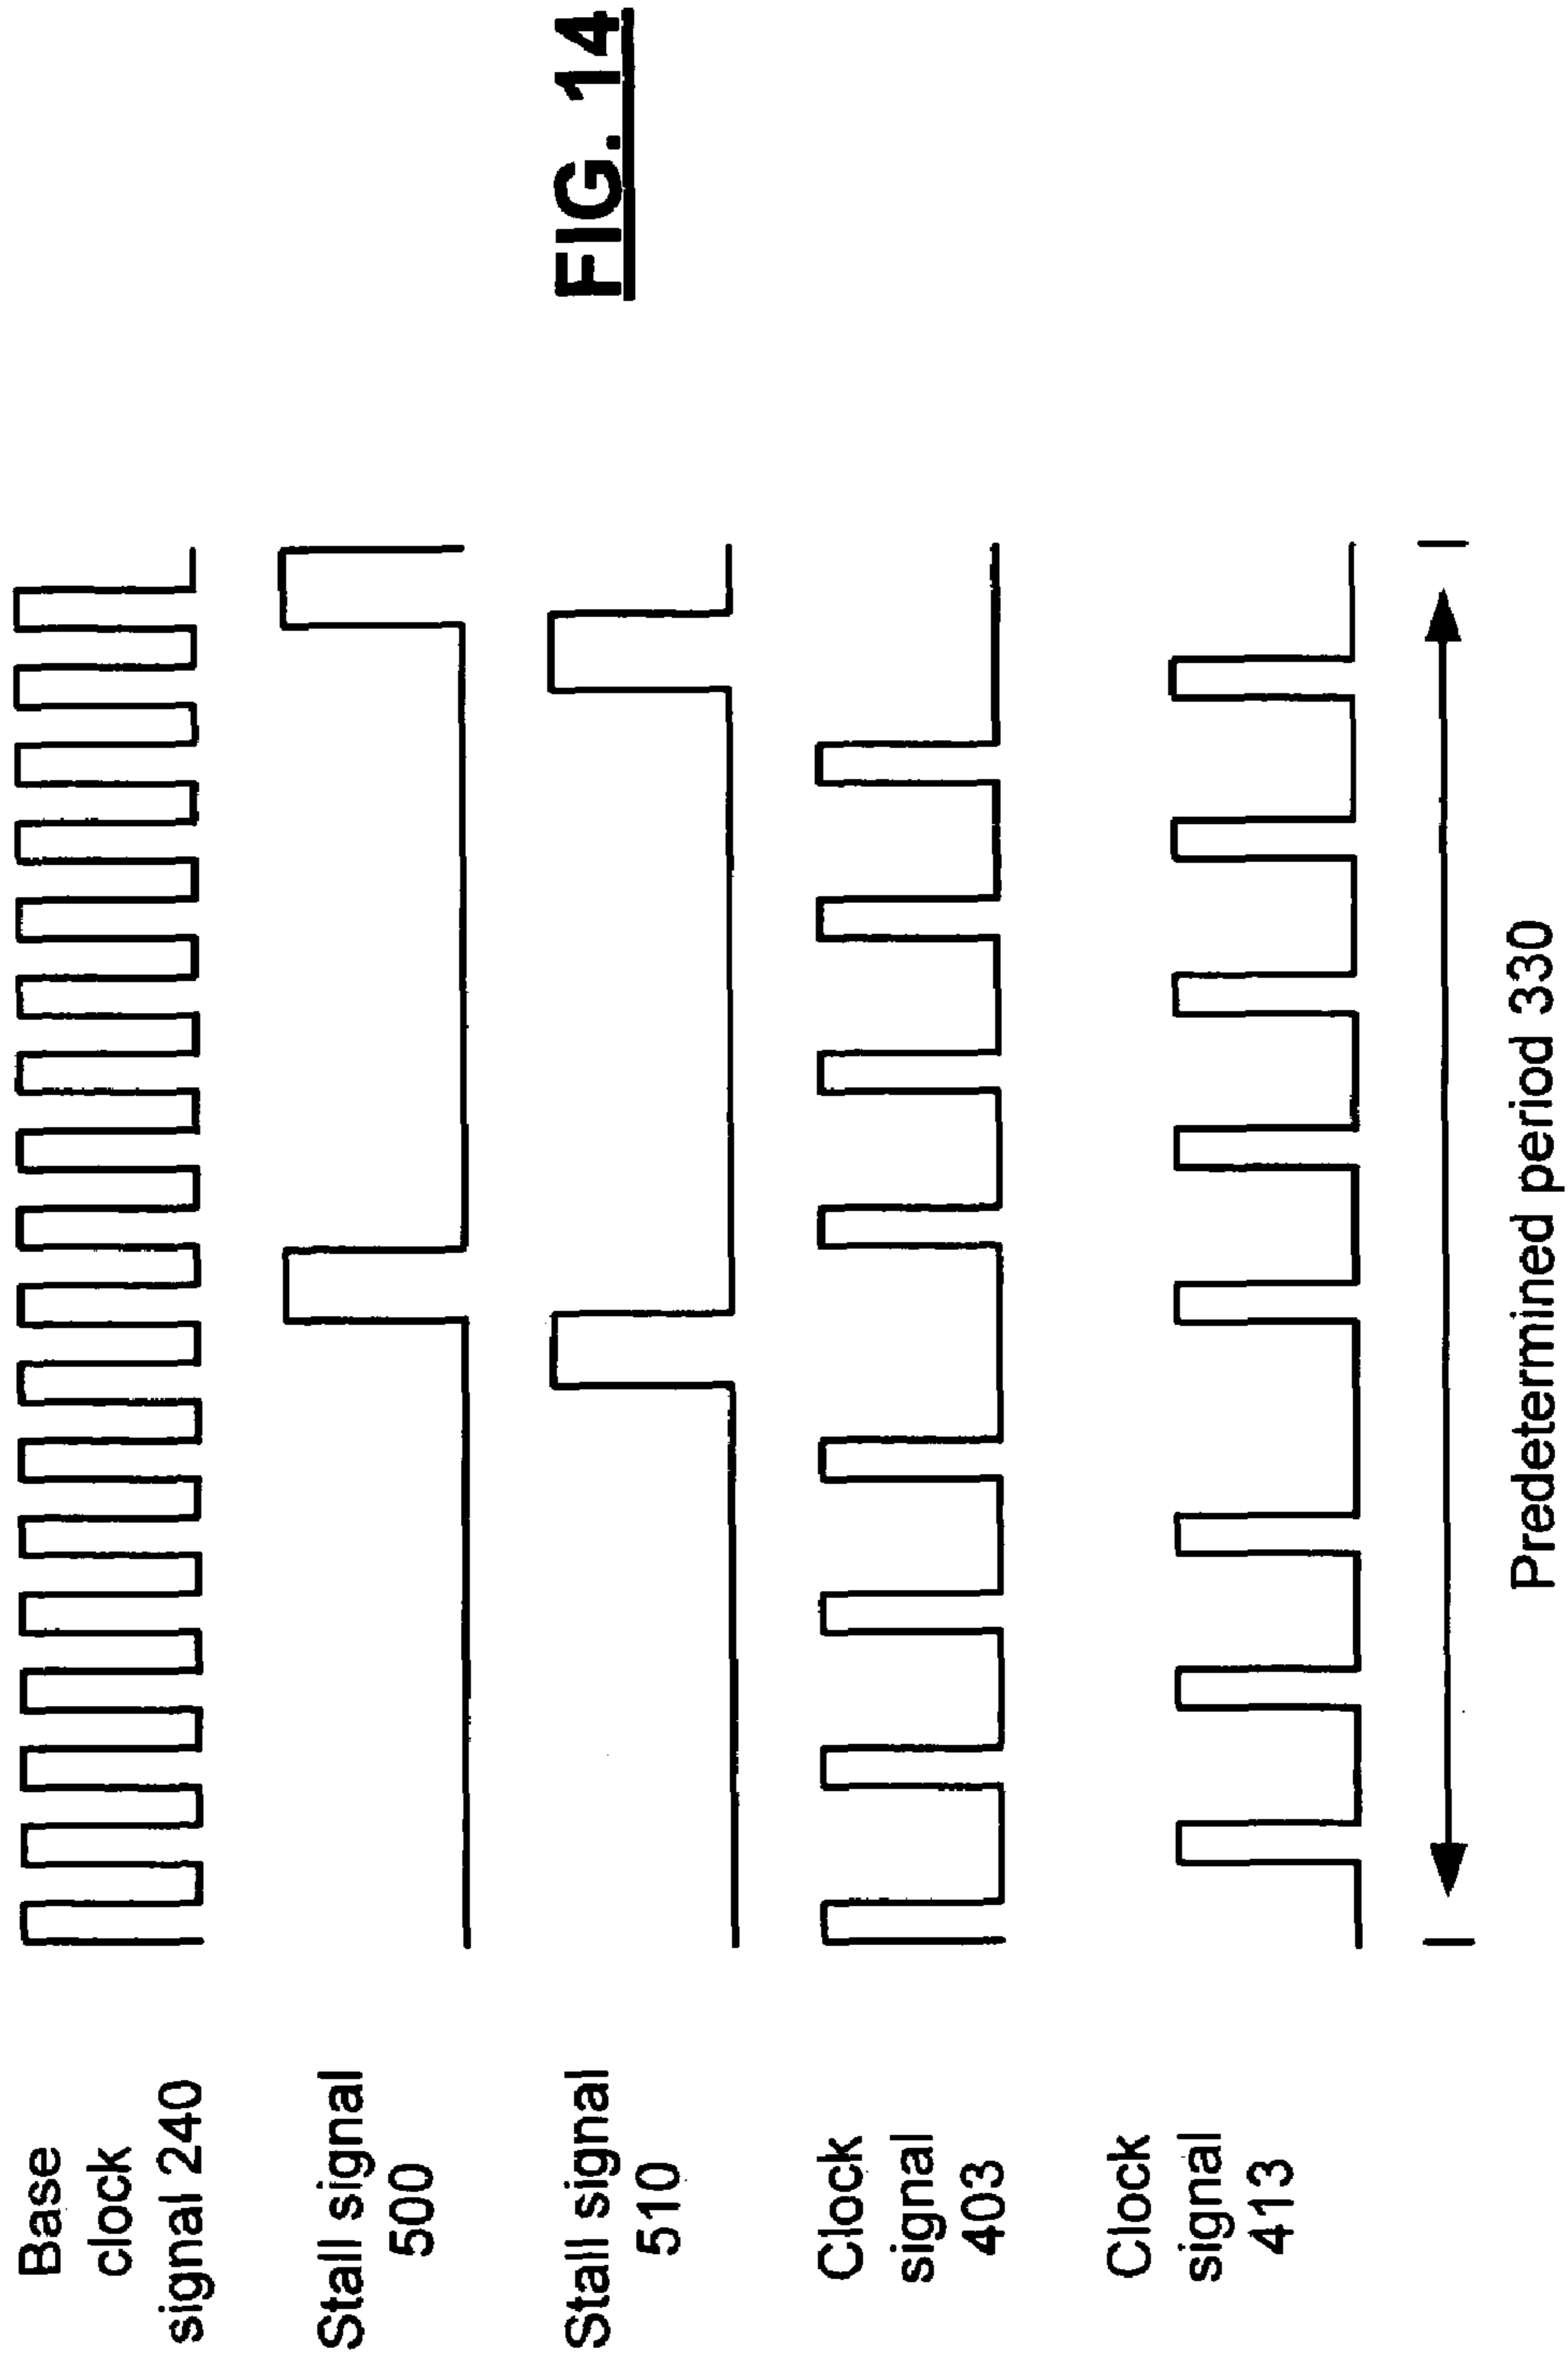 Base
clock
signal 240
Stall signal
500
Stall signal
510
Clock
signal
403
Clock
signal
413
Predetermined period 330
FIG. 14